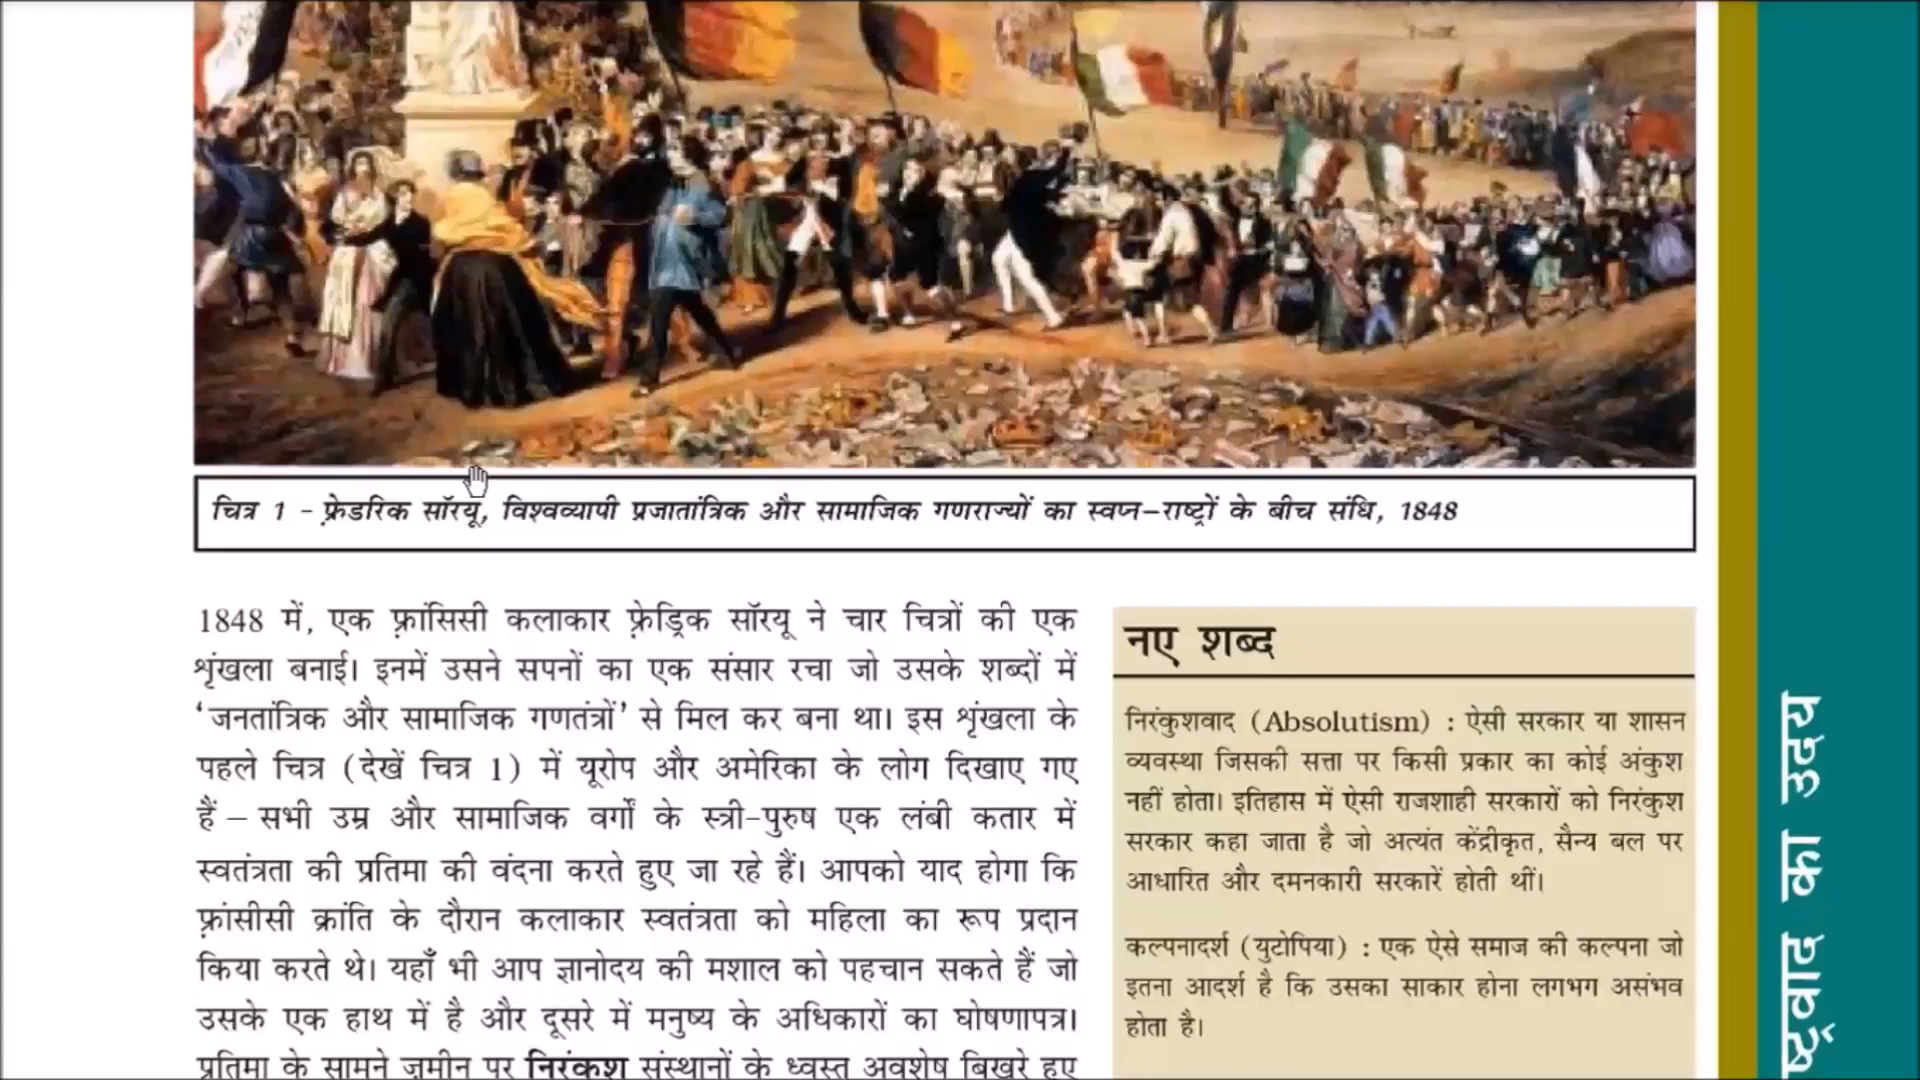 चित्र 1 - फ़्रेडरिक सॉरयू, विश्वव्यापी प्रजातांत्रिक और सामाजिक गणराज्यों का स्वप्न-राष्ट्रों के बीच संधि, 1848
1848 में, एक फ़्रांसिसी कलाकार फ़्रेड्रिक सॉरयू ने चार चित्रों की एक
शृंखला बनाई। इनमें उसने सपनों का एक संसार रचा जो उसके शब्दों में
‘जनतांत्रिक और सामाजिक गणतंत्रों’ से मिल कर बना था। इस शृंखला के
पहले चित्र (देखें चित्र 1) में यूरोप और अमेरिका के लोग दिखाए गए
हैं – सभी उम्र और सामाजिक वर्गों के स्त्री-पुरुष एक लंबी कतार में
स्वतंत्रता की प्रतिमा की वंदना करते हुए जा रहे हैं। आपको याद होगा कि
फ़्रांसीसी क्रांति के दौरान कलाकार स्वतंत्रता को महिला का रूप प्रदान
किया करते थे। यहाँ भी आप ज्ञानोदय की मशाल को पहचान सकते हैं जो
उसके एक हाथ में है और दूसरे में मनुष्य के अधिकारों का घोषणापत्र।
प्रतिमा के सामने ज़मीन पर निरंकुश संस्थानों के ध्वस्त अवशेष बिखरे हुए
नए शब्द
निरंकुशवाद (Absolutism) : ऐसी सरकार या शासन
व्यवस्था जिसकी सत्ता पर किसी प्रकार का कोई अंकुश
नहीं होता। इतिहास में ऐसी राजशाही सरकारों को निरंकुश
सरकार कहा जाता है जो अत्यंत केंद्रीकृत, सैन्य बल पर
आधारित और दमनकारी सरकारें होती थीं।
कल्पनादर्श (युटोपिया) : एक ऐसे समाज की कल्पना जो
इतना आदर्श है कि उसका साकार होना लगभग असंभव
होता है।
का उदय